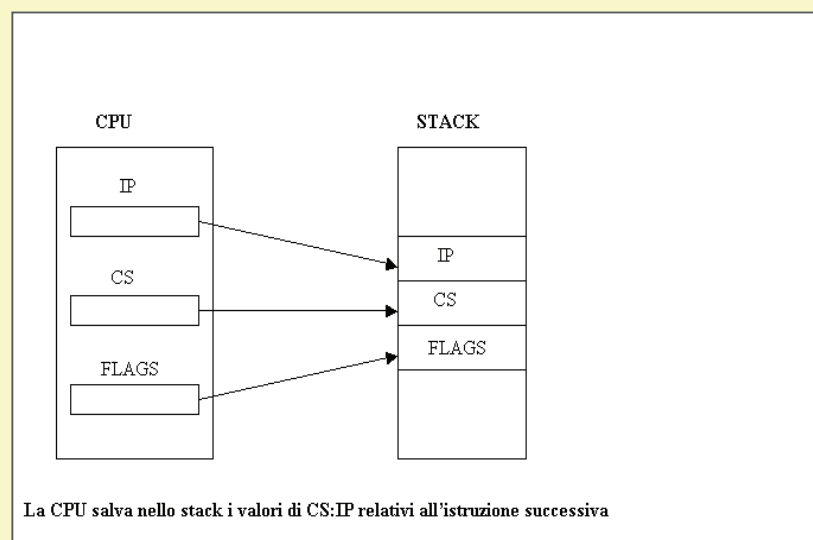 CPU
STACK
IP
IP
CS
CS
FLAGS
FLAGS
La CPU salva nello stack i valori di CS:IP relativi all'istruzione successiva